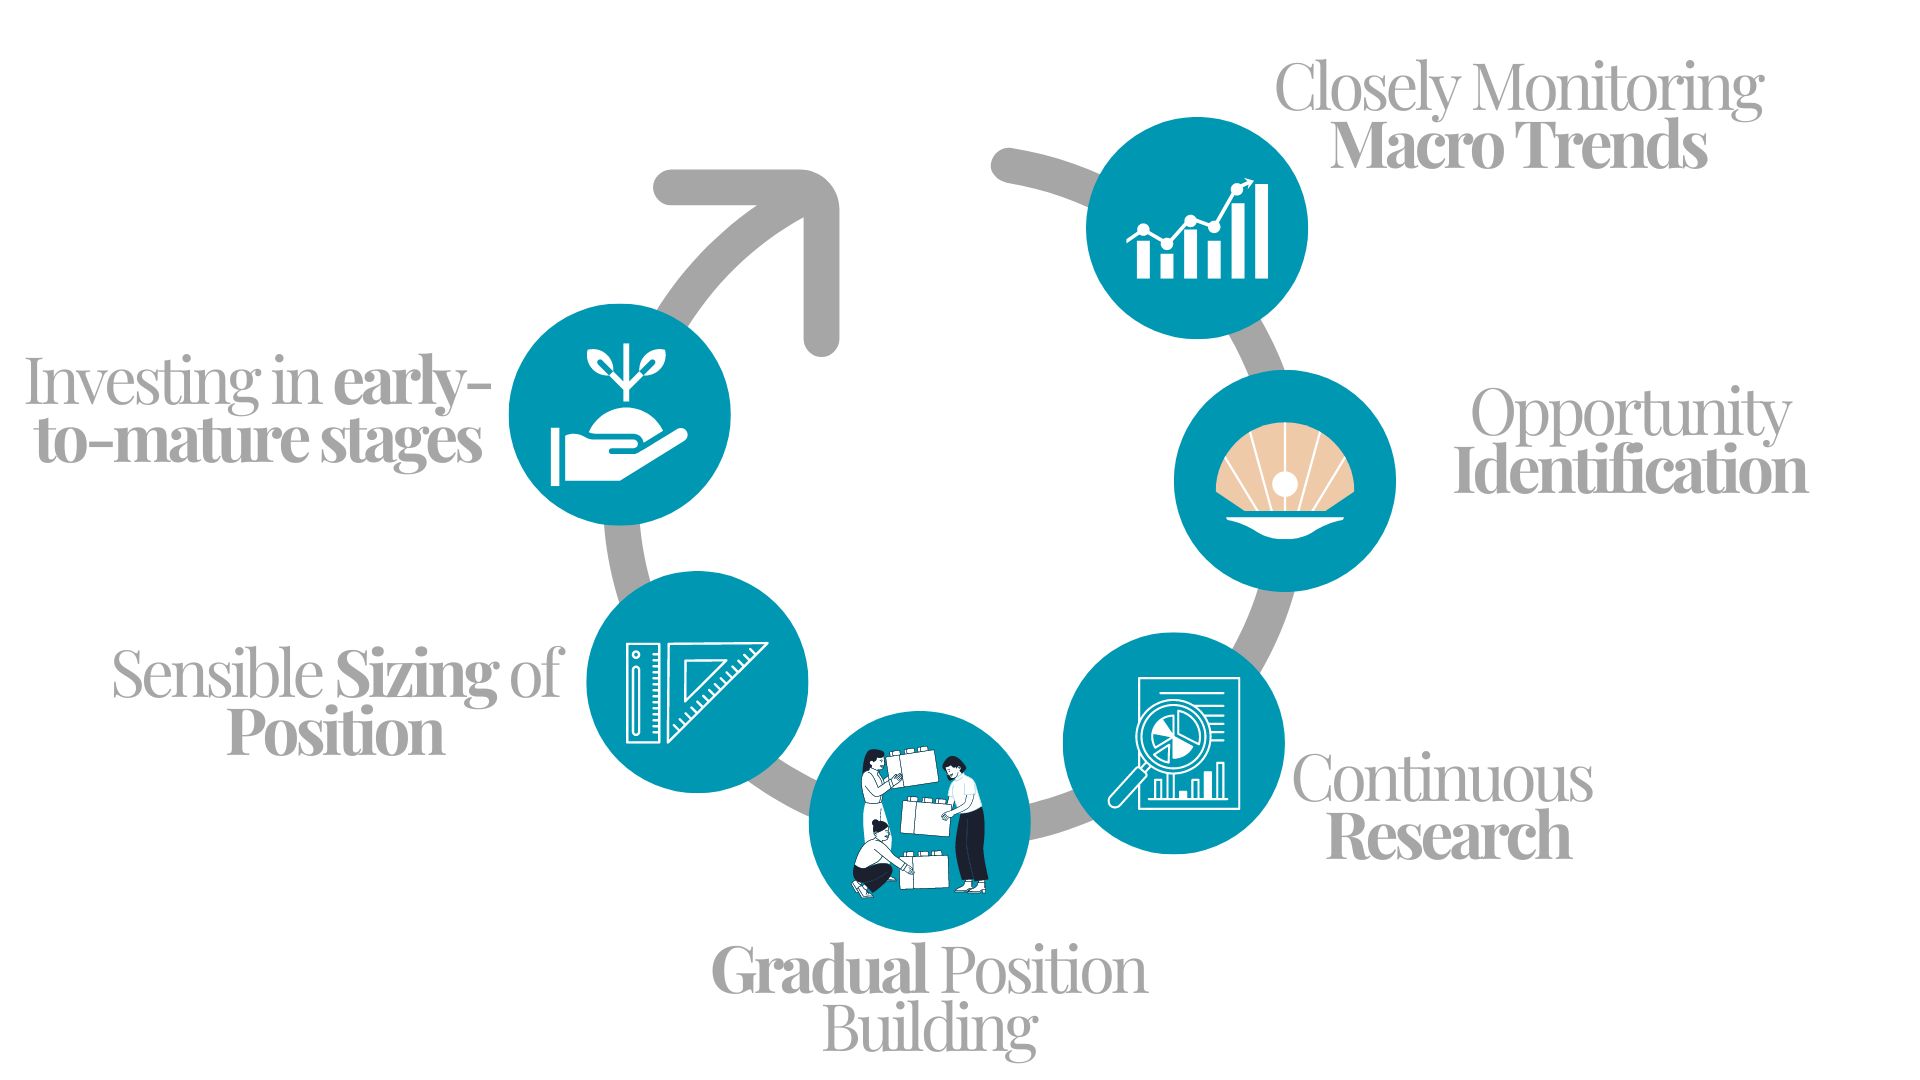 Closely Monitoring
Macro Trends
Opportunity
Identification
Continuous
Research
Gradual Position
Building
Sensible Sizing of
Position
Investing in early-
to-mature stages